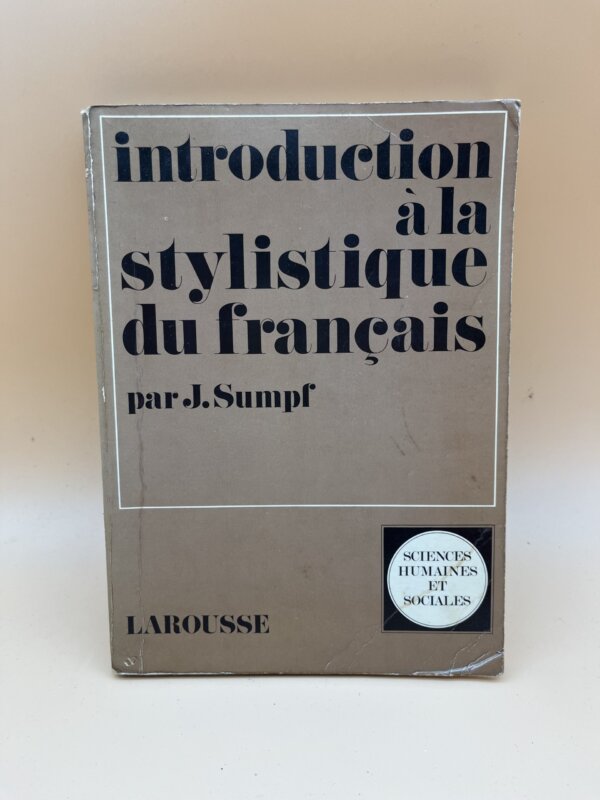 introduction
à la
stylistique
du français
par J. Sumpf
SCIENCES
HUMAINES
ET
SOCIALES
LAROUSSE